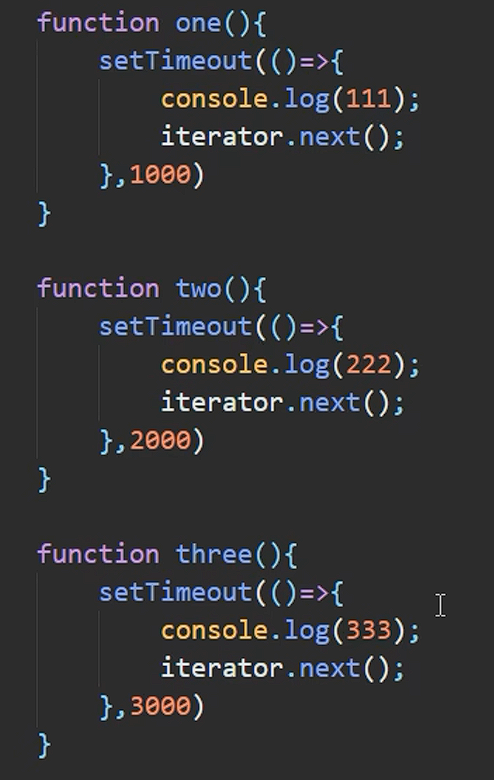 function one(){
    setTimeout(()=>{
        console.log(111);
        iterator.next();
    },1000)
}

function two(){
    setTimeout(()=>{
        console.log(222);
        iterator.next();
    },2000)
}

function three(){
    setTimeout(()=>{
        console.log(333);
        iterator.next();
    },3000)
}